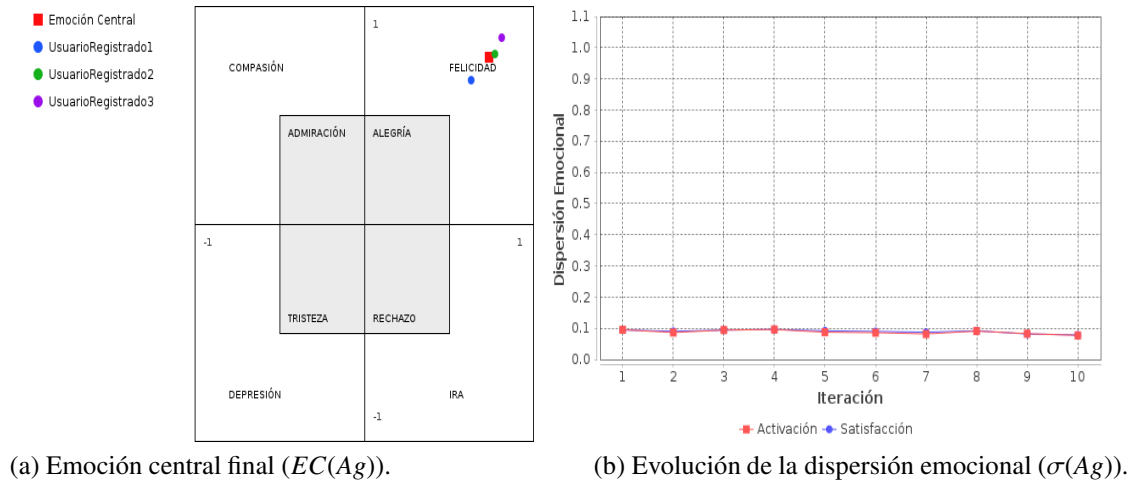 Emoción Central
UsuarioRegistrado1
UsuarioRegistrado2
UsuarioRegistrado3
1
COMPASIÓN
FELICIDAD
ADMIRACIÓN
ALEGRÍA
-1
1
TRISTEZA
RECHAZO
DEPRESIÓN
IRA
-1
(a) Emoción central final (EC(Ag)).
Dispersión Emocional
1.1
1.0
0.9
0.8
0.7
0.6
0.5
0.4
0.3
0.2
0.1
0.0
1 2 3 4 5 6 7 8 9 10
Iteración
Activación Satisfacción
(b) Evolución de la dispersión emocional (σ(Ag)).